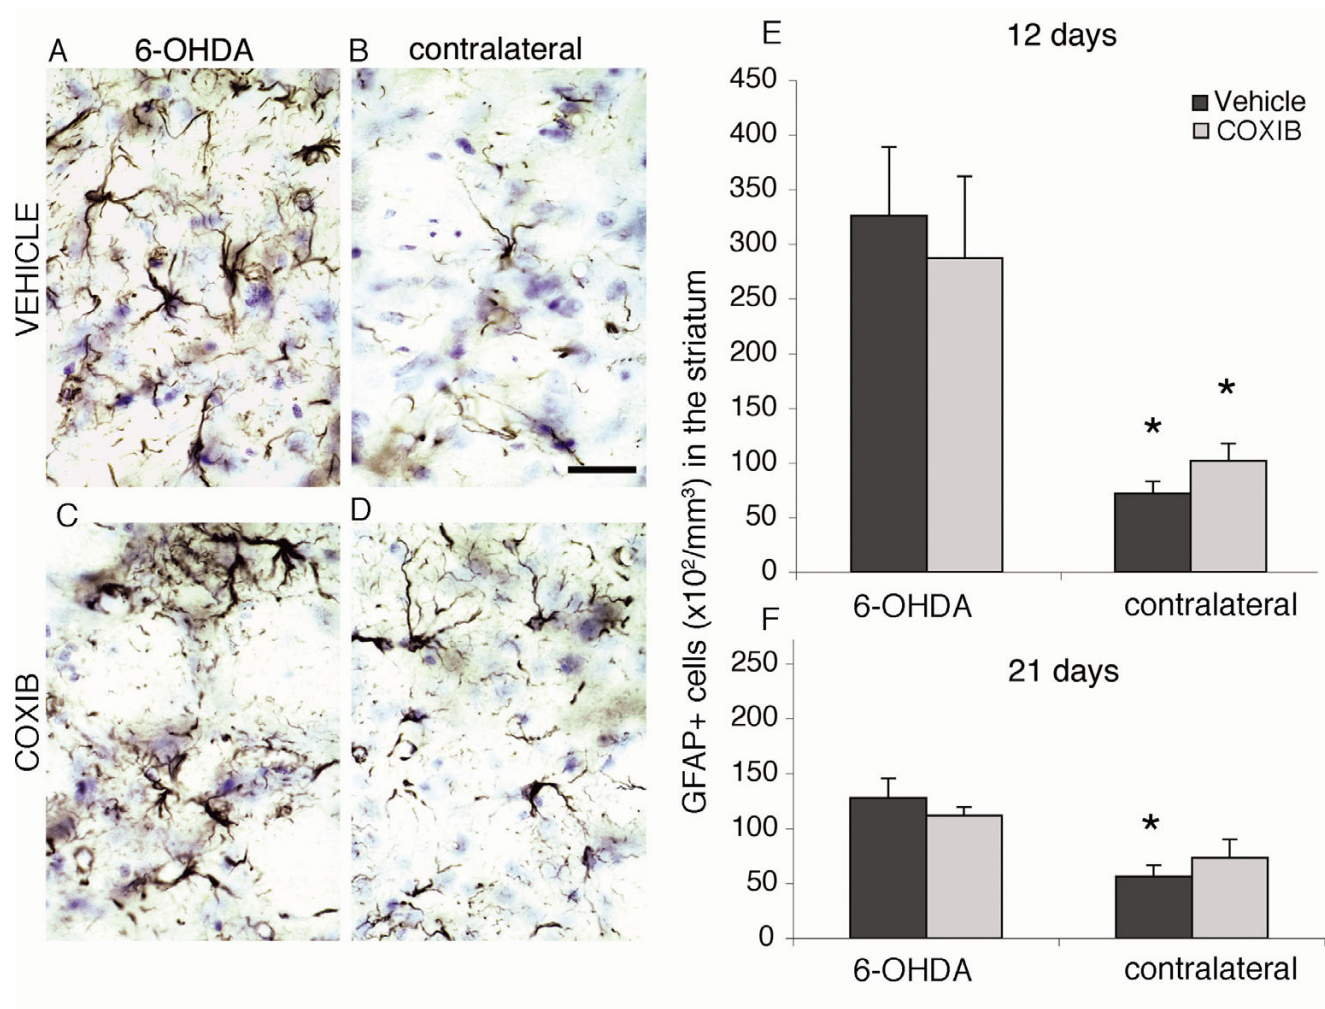 A 6-OHDA
B contralateral
VEHICLE
C
D
COXIB
E 12 days
GFAP+ cells (x10²/mm³) in the striatum
450
400
350
300
250
200
150
100
50
0
Vehicle
COXIB
*
*
6-OHDA contralateral
F
21 days
250
200
150
100
50
0
*
6-OHDA contralateral